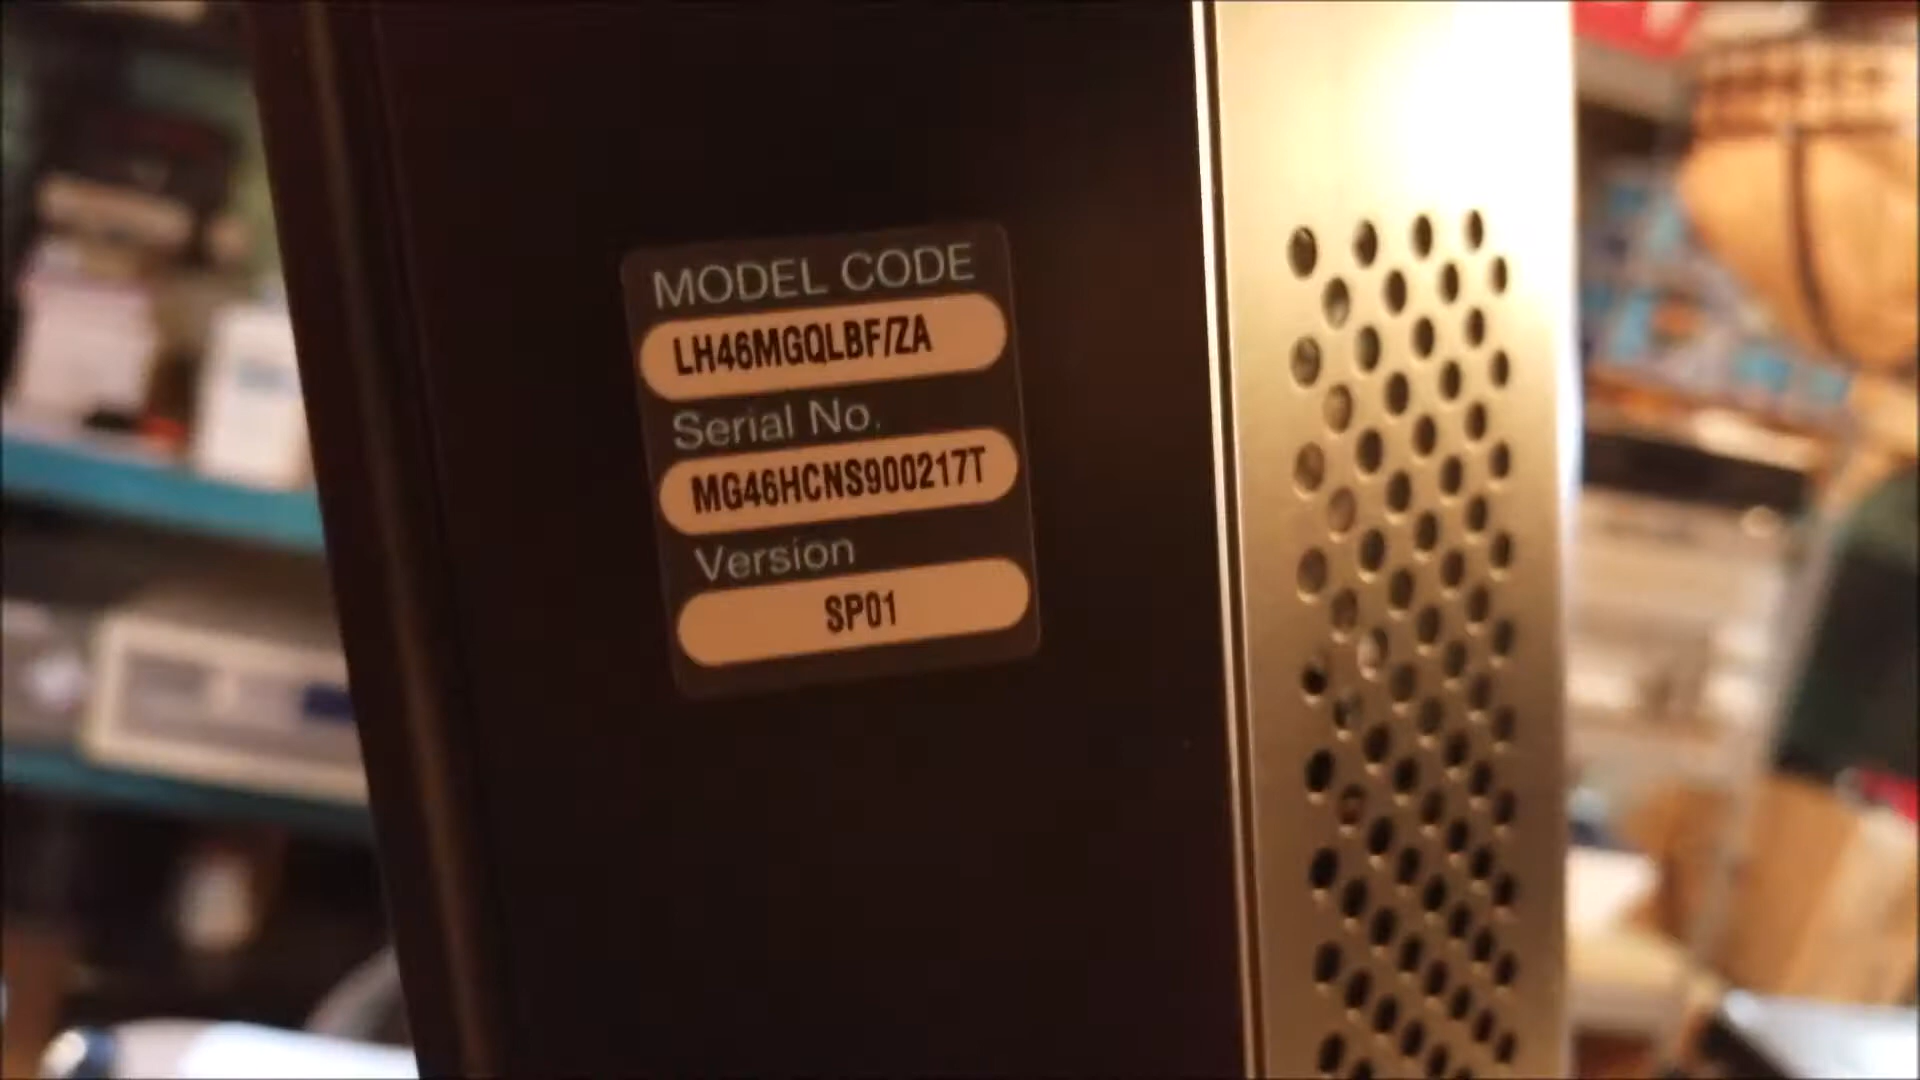 MODEL CODE
LH46MGQLBF/ZA
Serial No.
MG46HCNS900217T
Version
SP01